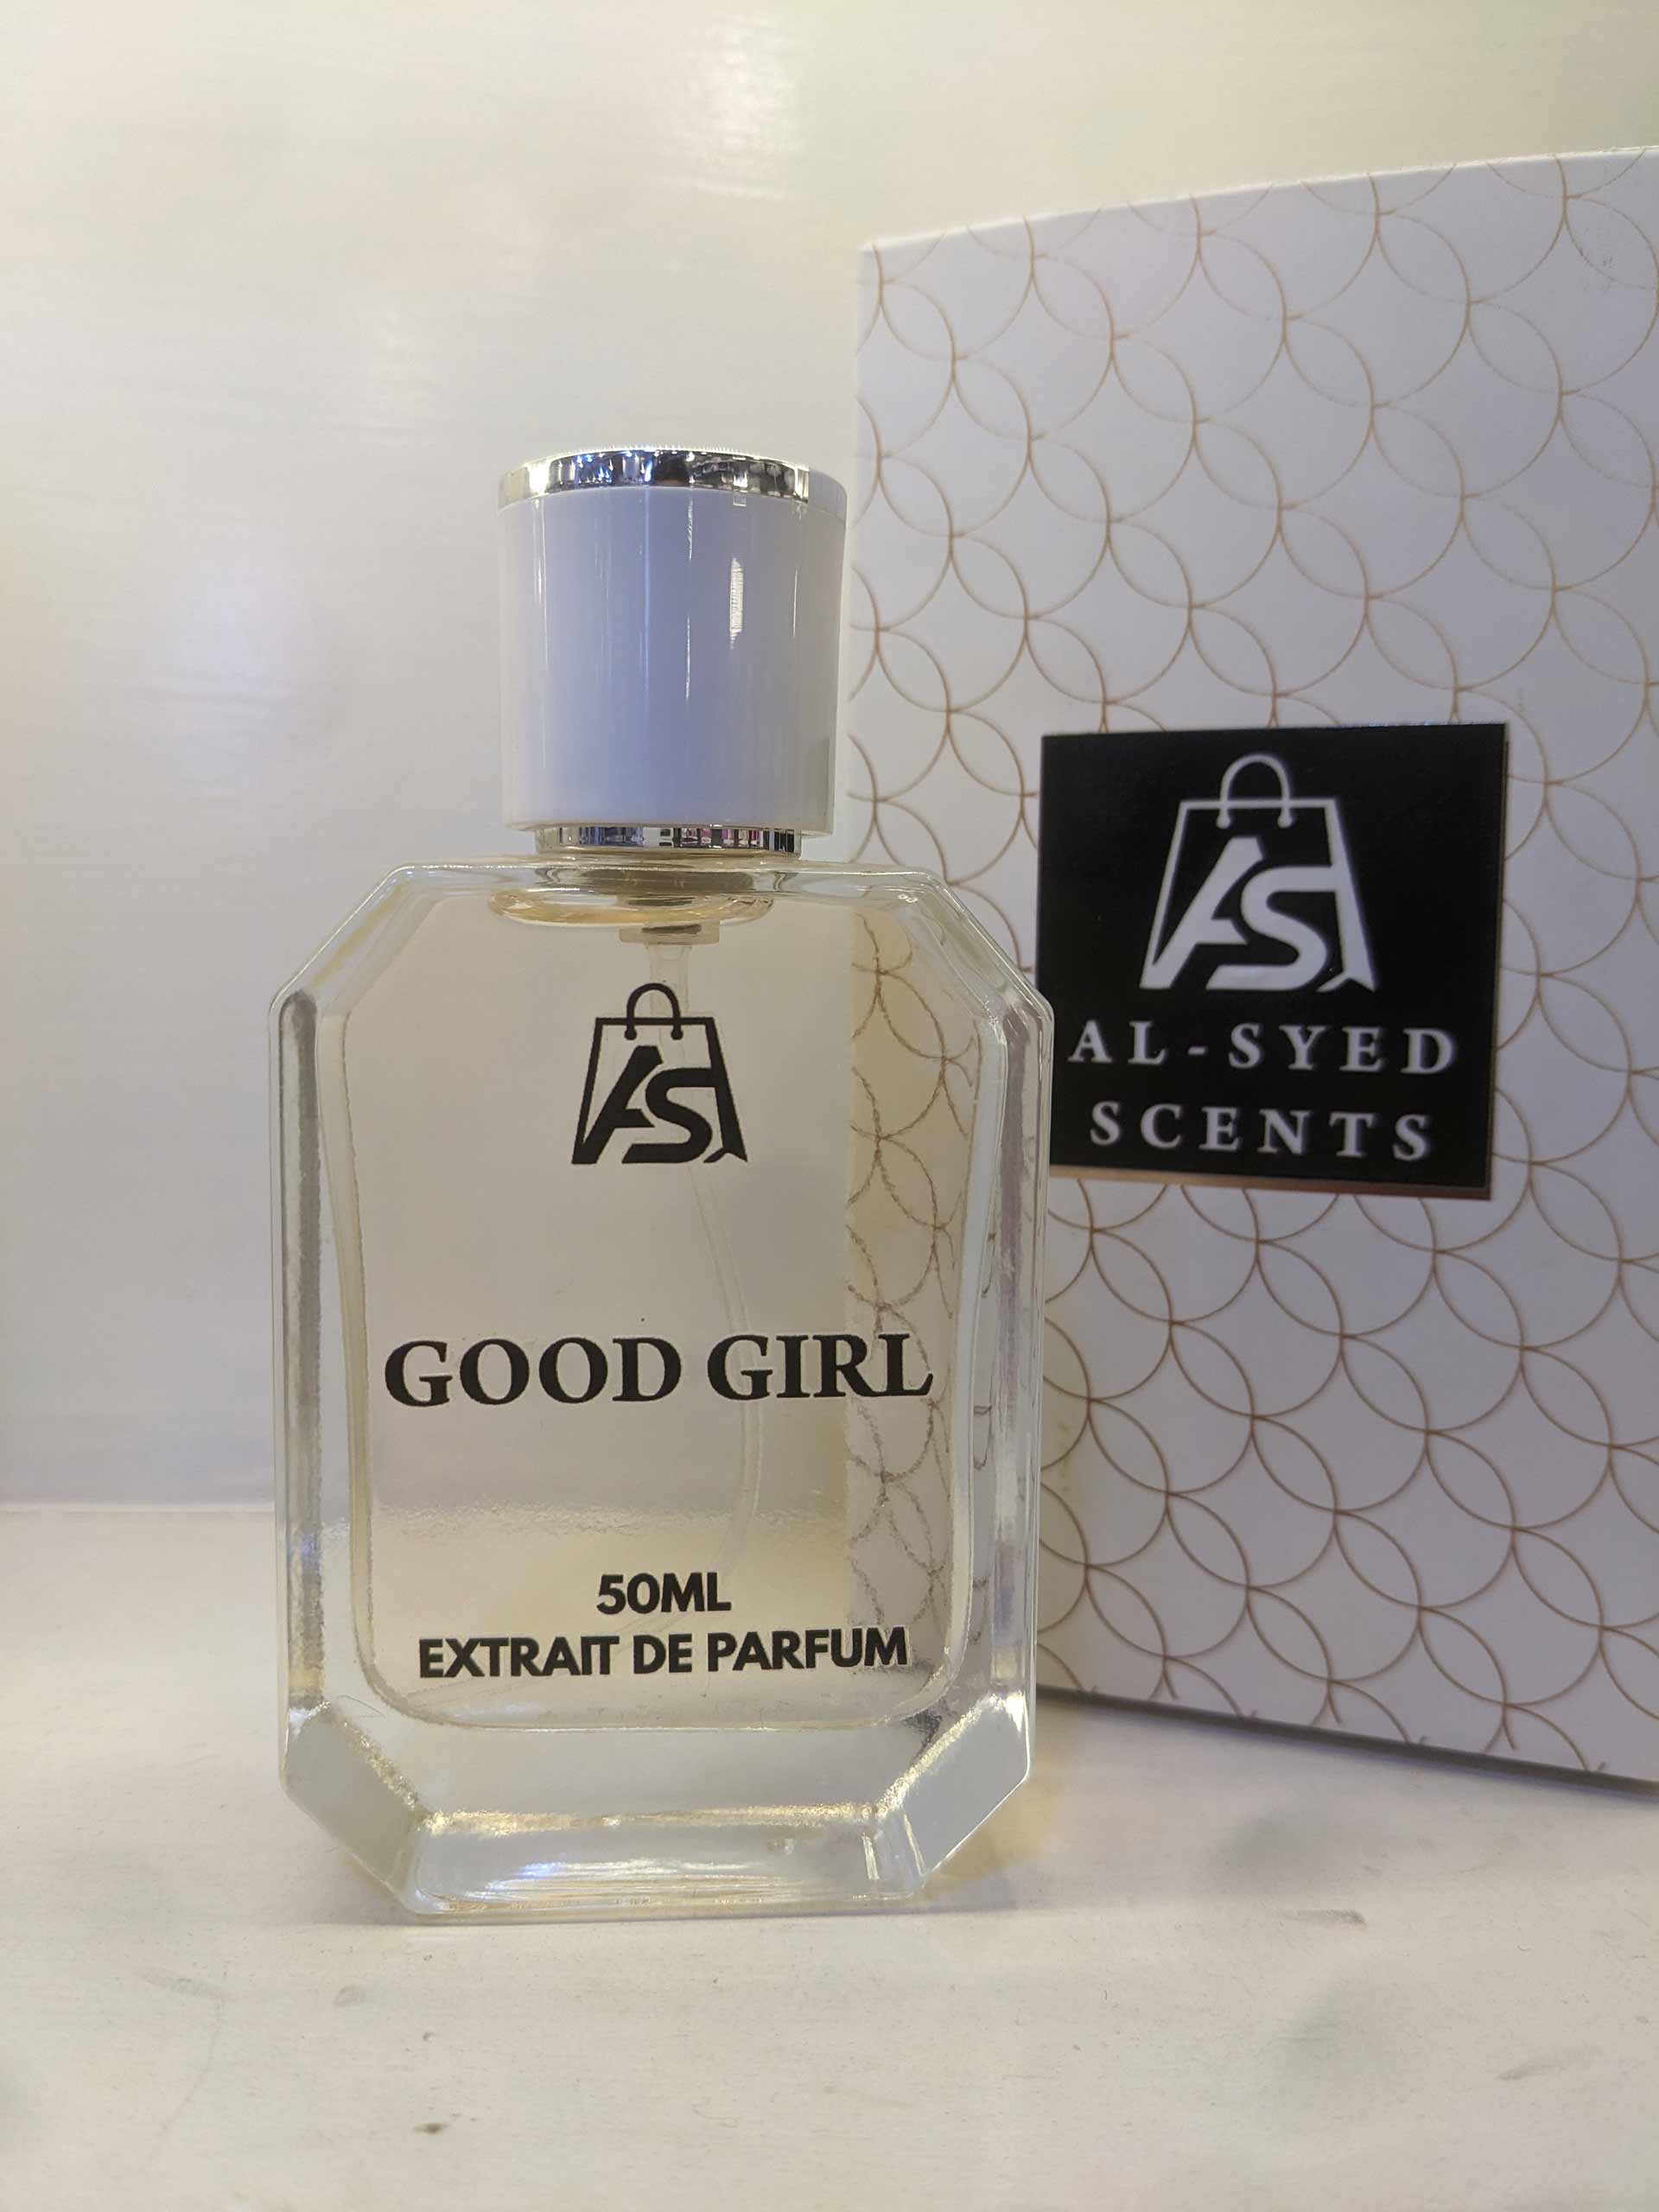 AS
GOOD GIRL
50ML
EXTRAIT DE PARFUM
AS
AL-SYED
SCENTS